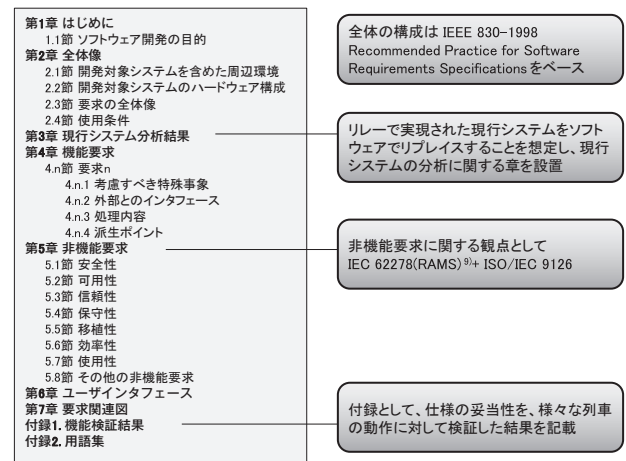 第1章 はじめに
1.1節 ソフトウェア開発の目的
第2章 全体像
2.1節 開発対象システムを含めた周辺環境
2.2節 開発対象システムのハードウェア構成
2.3節 要求の全体像
2.4節 使用条件
第3章 現行システム分析結果
第4章 機能要求
4.n節 要求n
4.n.1 考慮すべき特殊事象
4.n.2 外部とのインタフェース
4.n.3 処理内容
4.n.4 派生ポイント
第5章 非機能要求
5.1節 安全性
5.2節 可用性
5.3節 信頼性
5.4節 保守性
5.5節 移植性
5.6節 効率性
5.7節 使用性
5.8節 その他の非機能要求
第6章 ユーザインタフェース
第7章 要求関連図
付録1. 機能検証結果
付録2. 用語集
全体の構成は IEEE 830-1998
Recommended Practice for Software
Requirements Specifications をベース
リレーで実現された現行システムをソフト
ウェアでリプレイスすることを想定し、現行
システムの分析に関する章を設置
非機能要求に関する観点として
IEC 62278(RAMS) 9)+ ISO/IEC 9126
付録として、仕様の妥当性を、様々な列車
の動作に対して検証した結果を記載